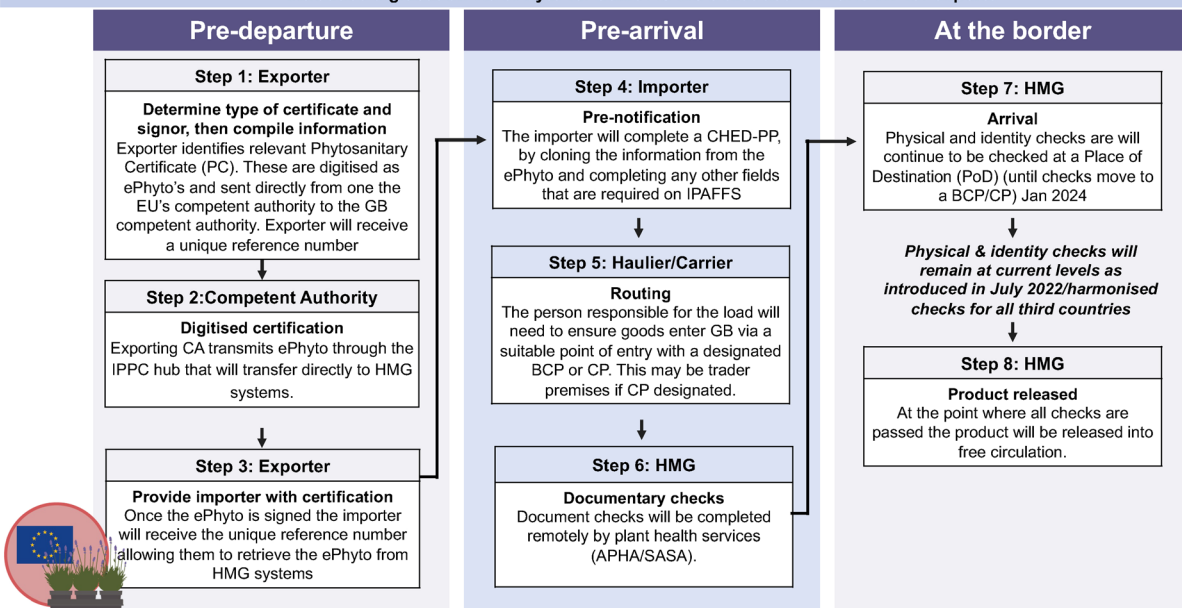 Pre-departure
Step 1: Exporter
Determine type of certificate and
signor, then compile information
Exporter identifies relevant Phytosanitary
Certificate (PC). These are digitised as
ePhyto’s and sent directly from one the
EU’s competent authority to the GB
competent authority. Exporter will receive
a unique reference number
Step 2:Competent Authority
Digitised certification
Exporting CA transmits ePhyto through the
IPPC hub that will transfer directly to HMG
systems.
Step 3: Exporter
Provide importer with certification
Once the ePhyto is signed the importer
will receive the unique reference number
allowing them to retrieve the ePhyto from
HMG systems
Pre-arrival
Step 4: Importer
Pre-notification
The importer will complete a CHED-PP,
by cloning the information from the
ePhyto and completing any other fields
that are required on IPAFFS
Step 5: Haulier/Carrier
Routing
The person responsible for the load will
need to ensure goods enter GB via a
suitable point of entry with a designated
BCP or CP. This may be trader
premises if CP designated.
Step 6: HMG
Documentary checks
Document checks will be completed
remotely by plant health services
(APHA/SASA).
At the border
Step 7: HMG
Arrival
Physical and identity checks are will
continue to be checked at a Place of
Destination (PoD) (until checks move to
a BCP/CP) Jan 2024
Physical & identity checks will
remain at current levels as
introduced in July 2022/harmonised
checks for all third countries
Step 8: HMG
Product released
At the point where all checks are
passed the product will be released into
free circulation.